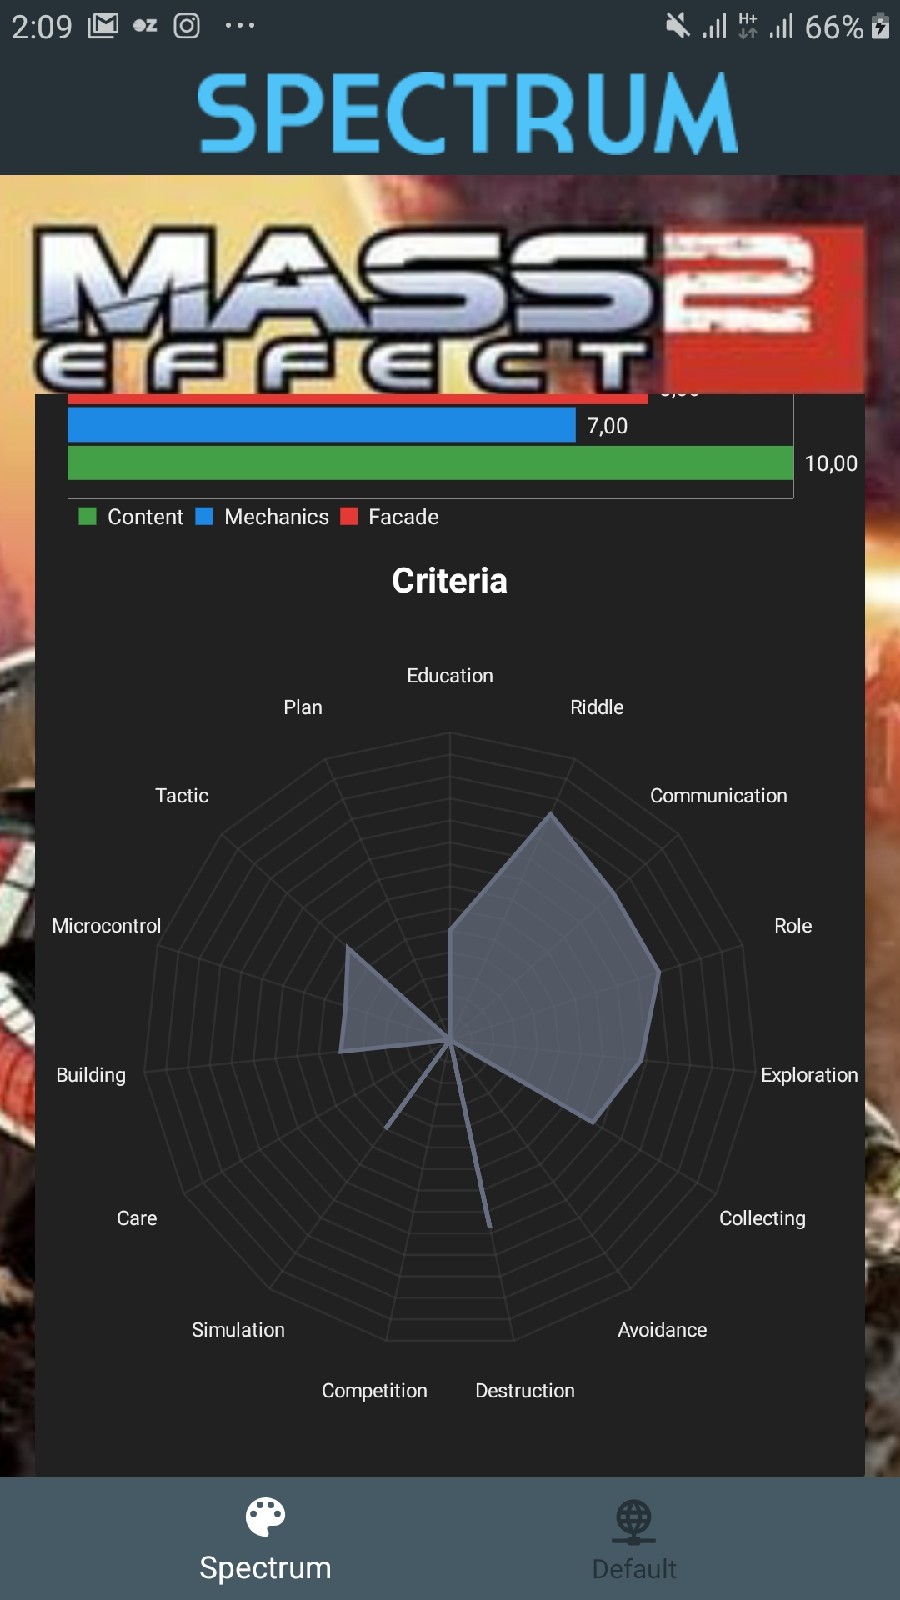 2:09
oz
H+
66%
SPECTRUM
MASS 2
EFFECT
7,00
10,00
Content Mechanics Facade
Criteria
Education
Plan Riddle
Tactic Communication
Microcontrol Role
Building Exploration
Care Collecting
Simulation Avoidance
Competition Destruction
Spectrum Default